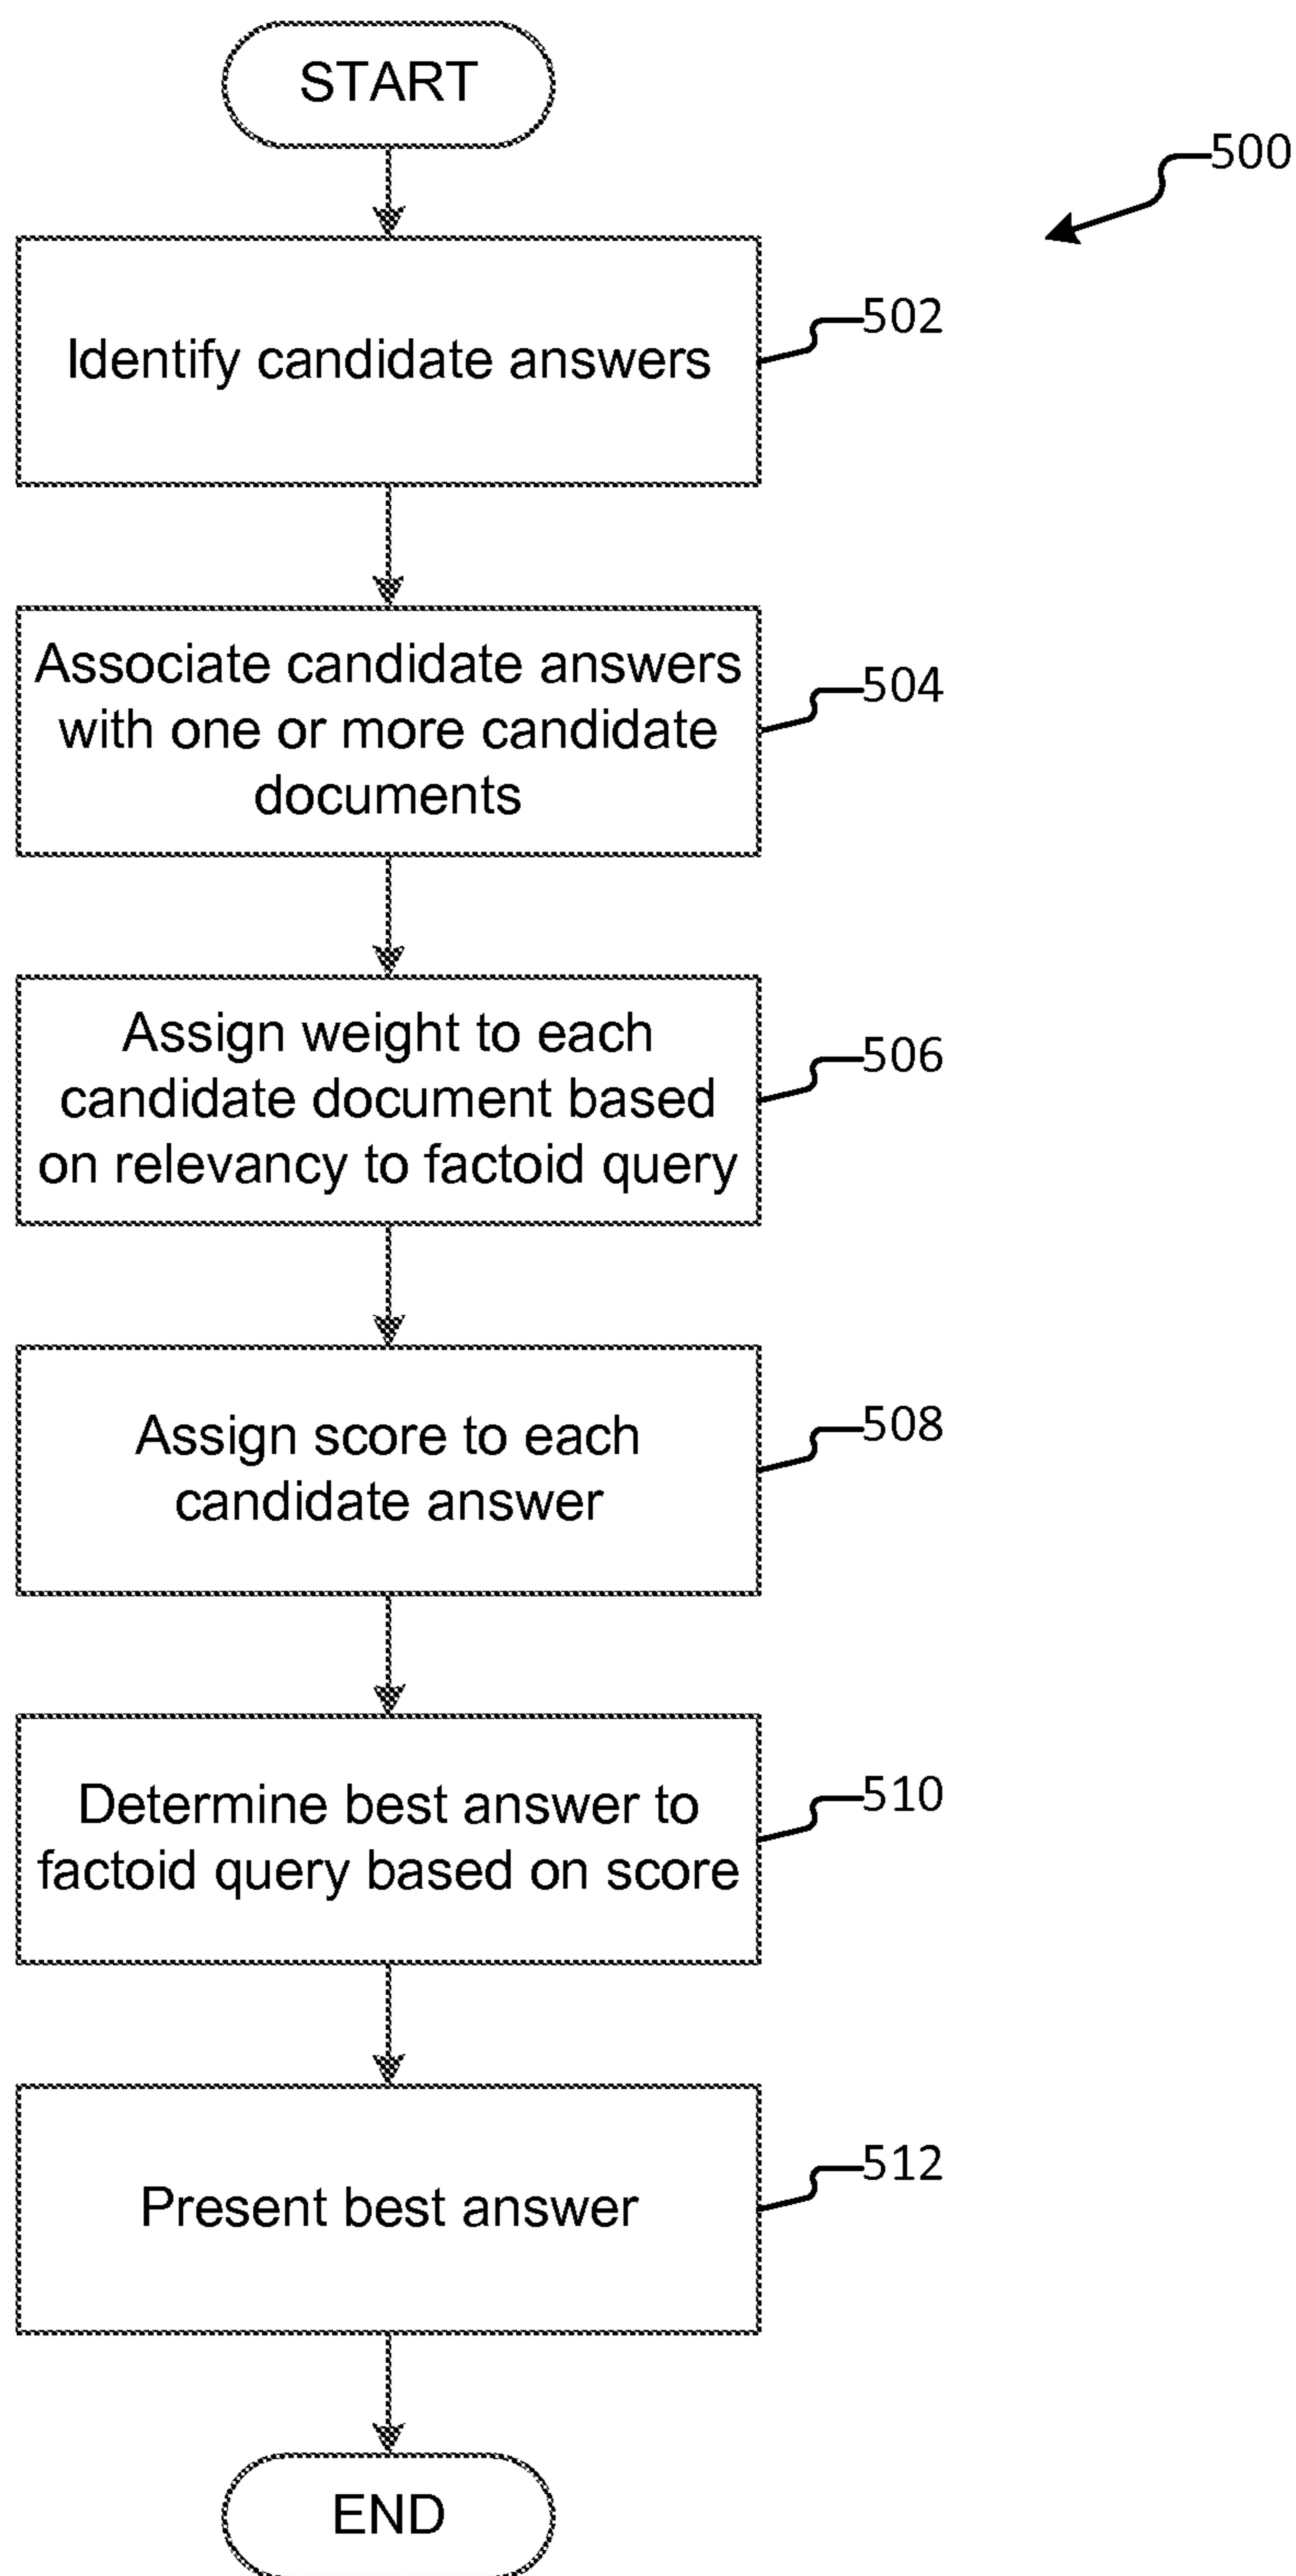 START
500
Identify candidate answers
502
Associate candidate answers
with one or more candidate
documents
504
Assign weight to each
candidate document based
on relevancy to factoid query
506
Assign score to each
candidate answer
508
Determine best answer to
factoid query based on score
510
Present best answer
512
END